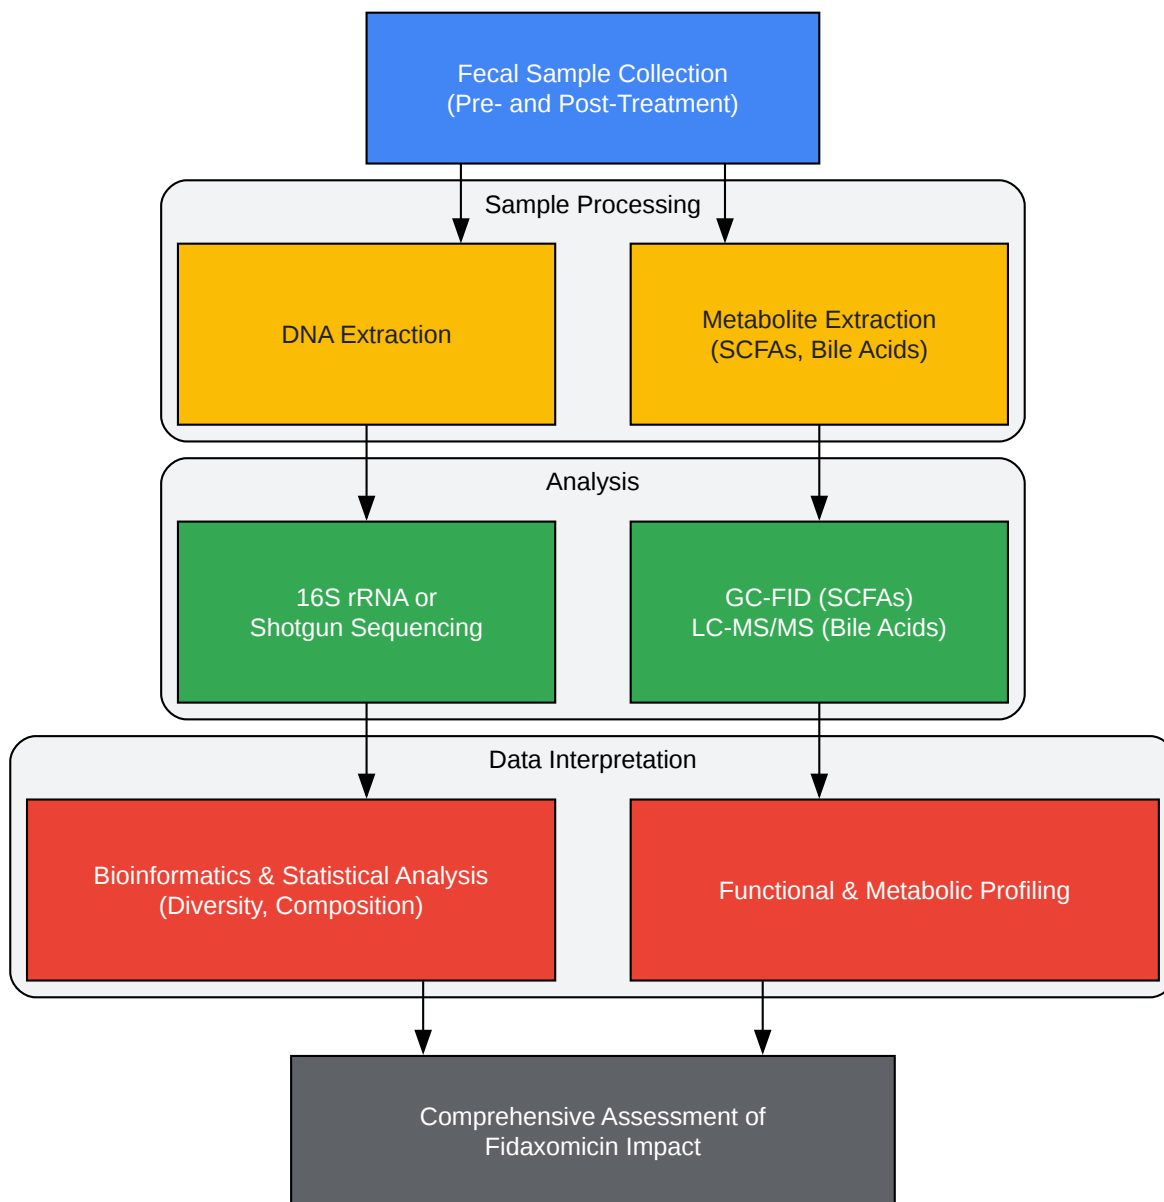 Fecal Sample Collection
(Pre- and Post-Treatment)
Sample Processing
DNA Extraction
Metabolite Extraction
(SCFAs, Bile Acids)
Analysis
16S rRNA or
Shotgun Sequencing
GC-FID (SCFAs)
LC-MS/MS (Bile Acids)
Data Interpretation
Bioinformatics & Statistical Analysis
(Diversity, Composition)
Functional & Metabolic Profiling
Comprehensive Assessment of
Fidaxomicin Impact